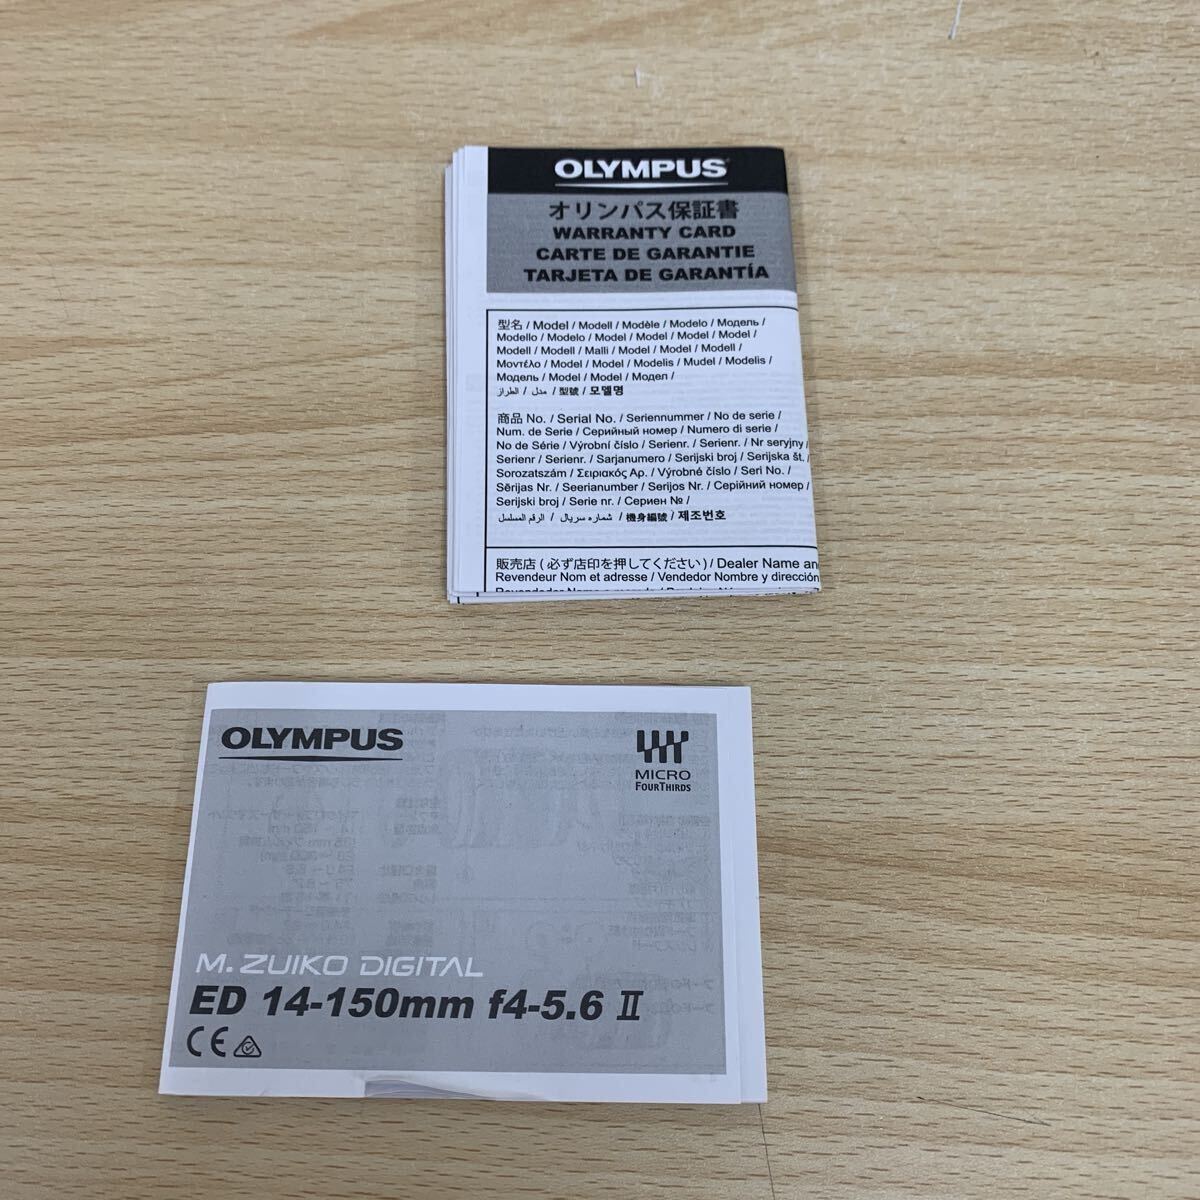 OLYMPUS
オリンパス保証書
WARRANTY CARD
CARTE DE GARANTIE
TARJETA DE GARANTÍA
型名 / Model / Modell / Modèle / Modelo / Модель /
Modello / Modelo / Model / Model / Model / Model /
Modell / Modell / Malli / Model / Model / Modell /
Μοντέλο / Model / Model / Modelis / Mudel / Modelis /
Модель / Model / Model / Модел /
الطراز / مدل / 型號 / 모델명
商品 No. / Serial No. / Seriennummer / No de serie /
Num. de Serie / Серийный номер / Numero di serie /
No de Série / Výrobní číslo / Serienr. / Serienr. / Nr seryjny /
Serienr / Serienr. / Sarjanumero / Serijski broj / Serijska št. /
Sorozatszám / Σειριακός Αρ. / Výrobné číslo / Seri No. /
Sērijas Nr. / Seerianumber / Serijos Nr. / Серійний номер /
Serijski broj / Serie nr. / Сериен № /
الرقم المسلسل / شماره سریال / 機身編號 / 제조번호
販売店 ( 必ず店印を押してください ) / Dealer Name an
Revendeur Nom et adresse / Vendedor Nombre y dirección
OLYMPUS
MICRO
FOURTHIRDS
M. ZUIKO DIGITAL
ED 14-150mm f4-5.6 II
CE